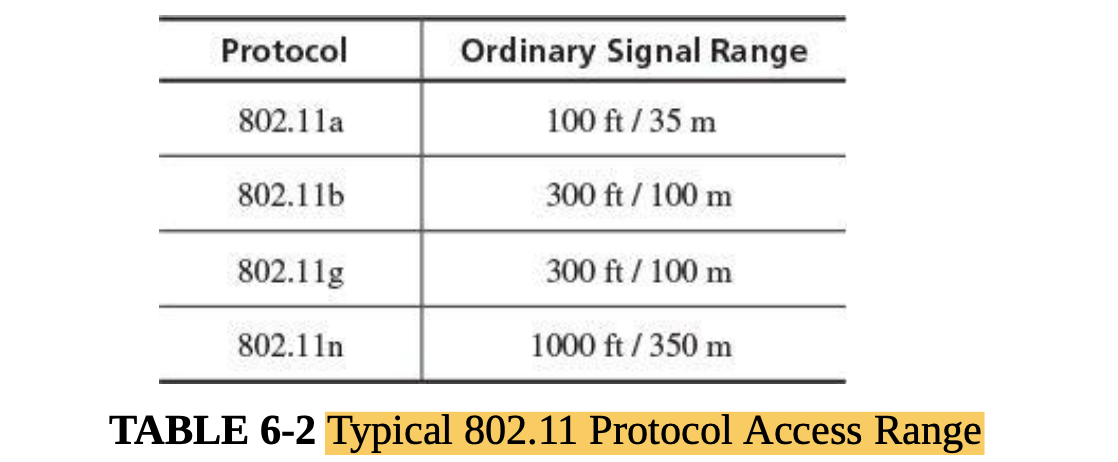 Protocol Ordinary Signal Range
802.11a 100 ft / 35 m
802.11b 300 ft / 100 m
802.11g 300 ft / 100 m
802.11n 1000 ft / 350 m
TABLE 6-2 Typical 802.11 Protocol Access Range